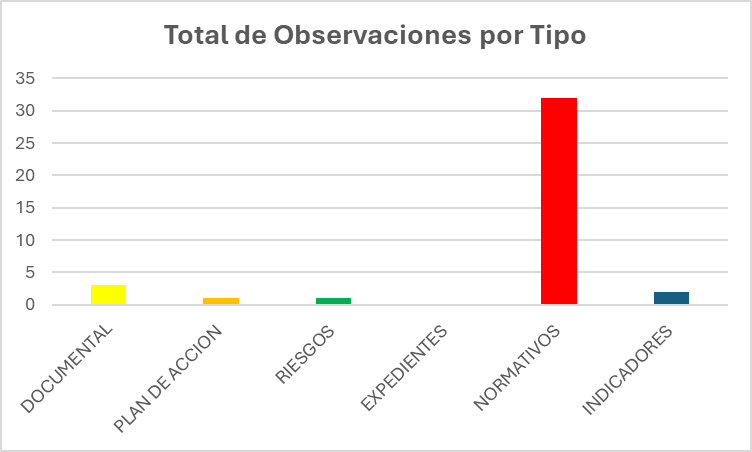 Total de Observaciones por Tipo
35
30
25
20
15
10
5
0
DOCUMENTAL
PLAN DE ACCION
RIESGOS
EXPEDIENTES
NORMATIVOS
INDICADORES